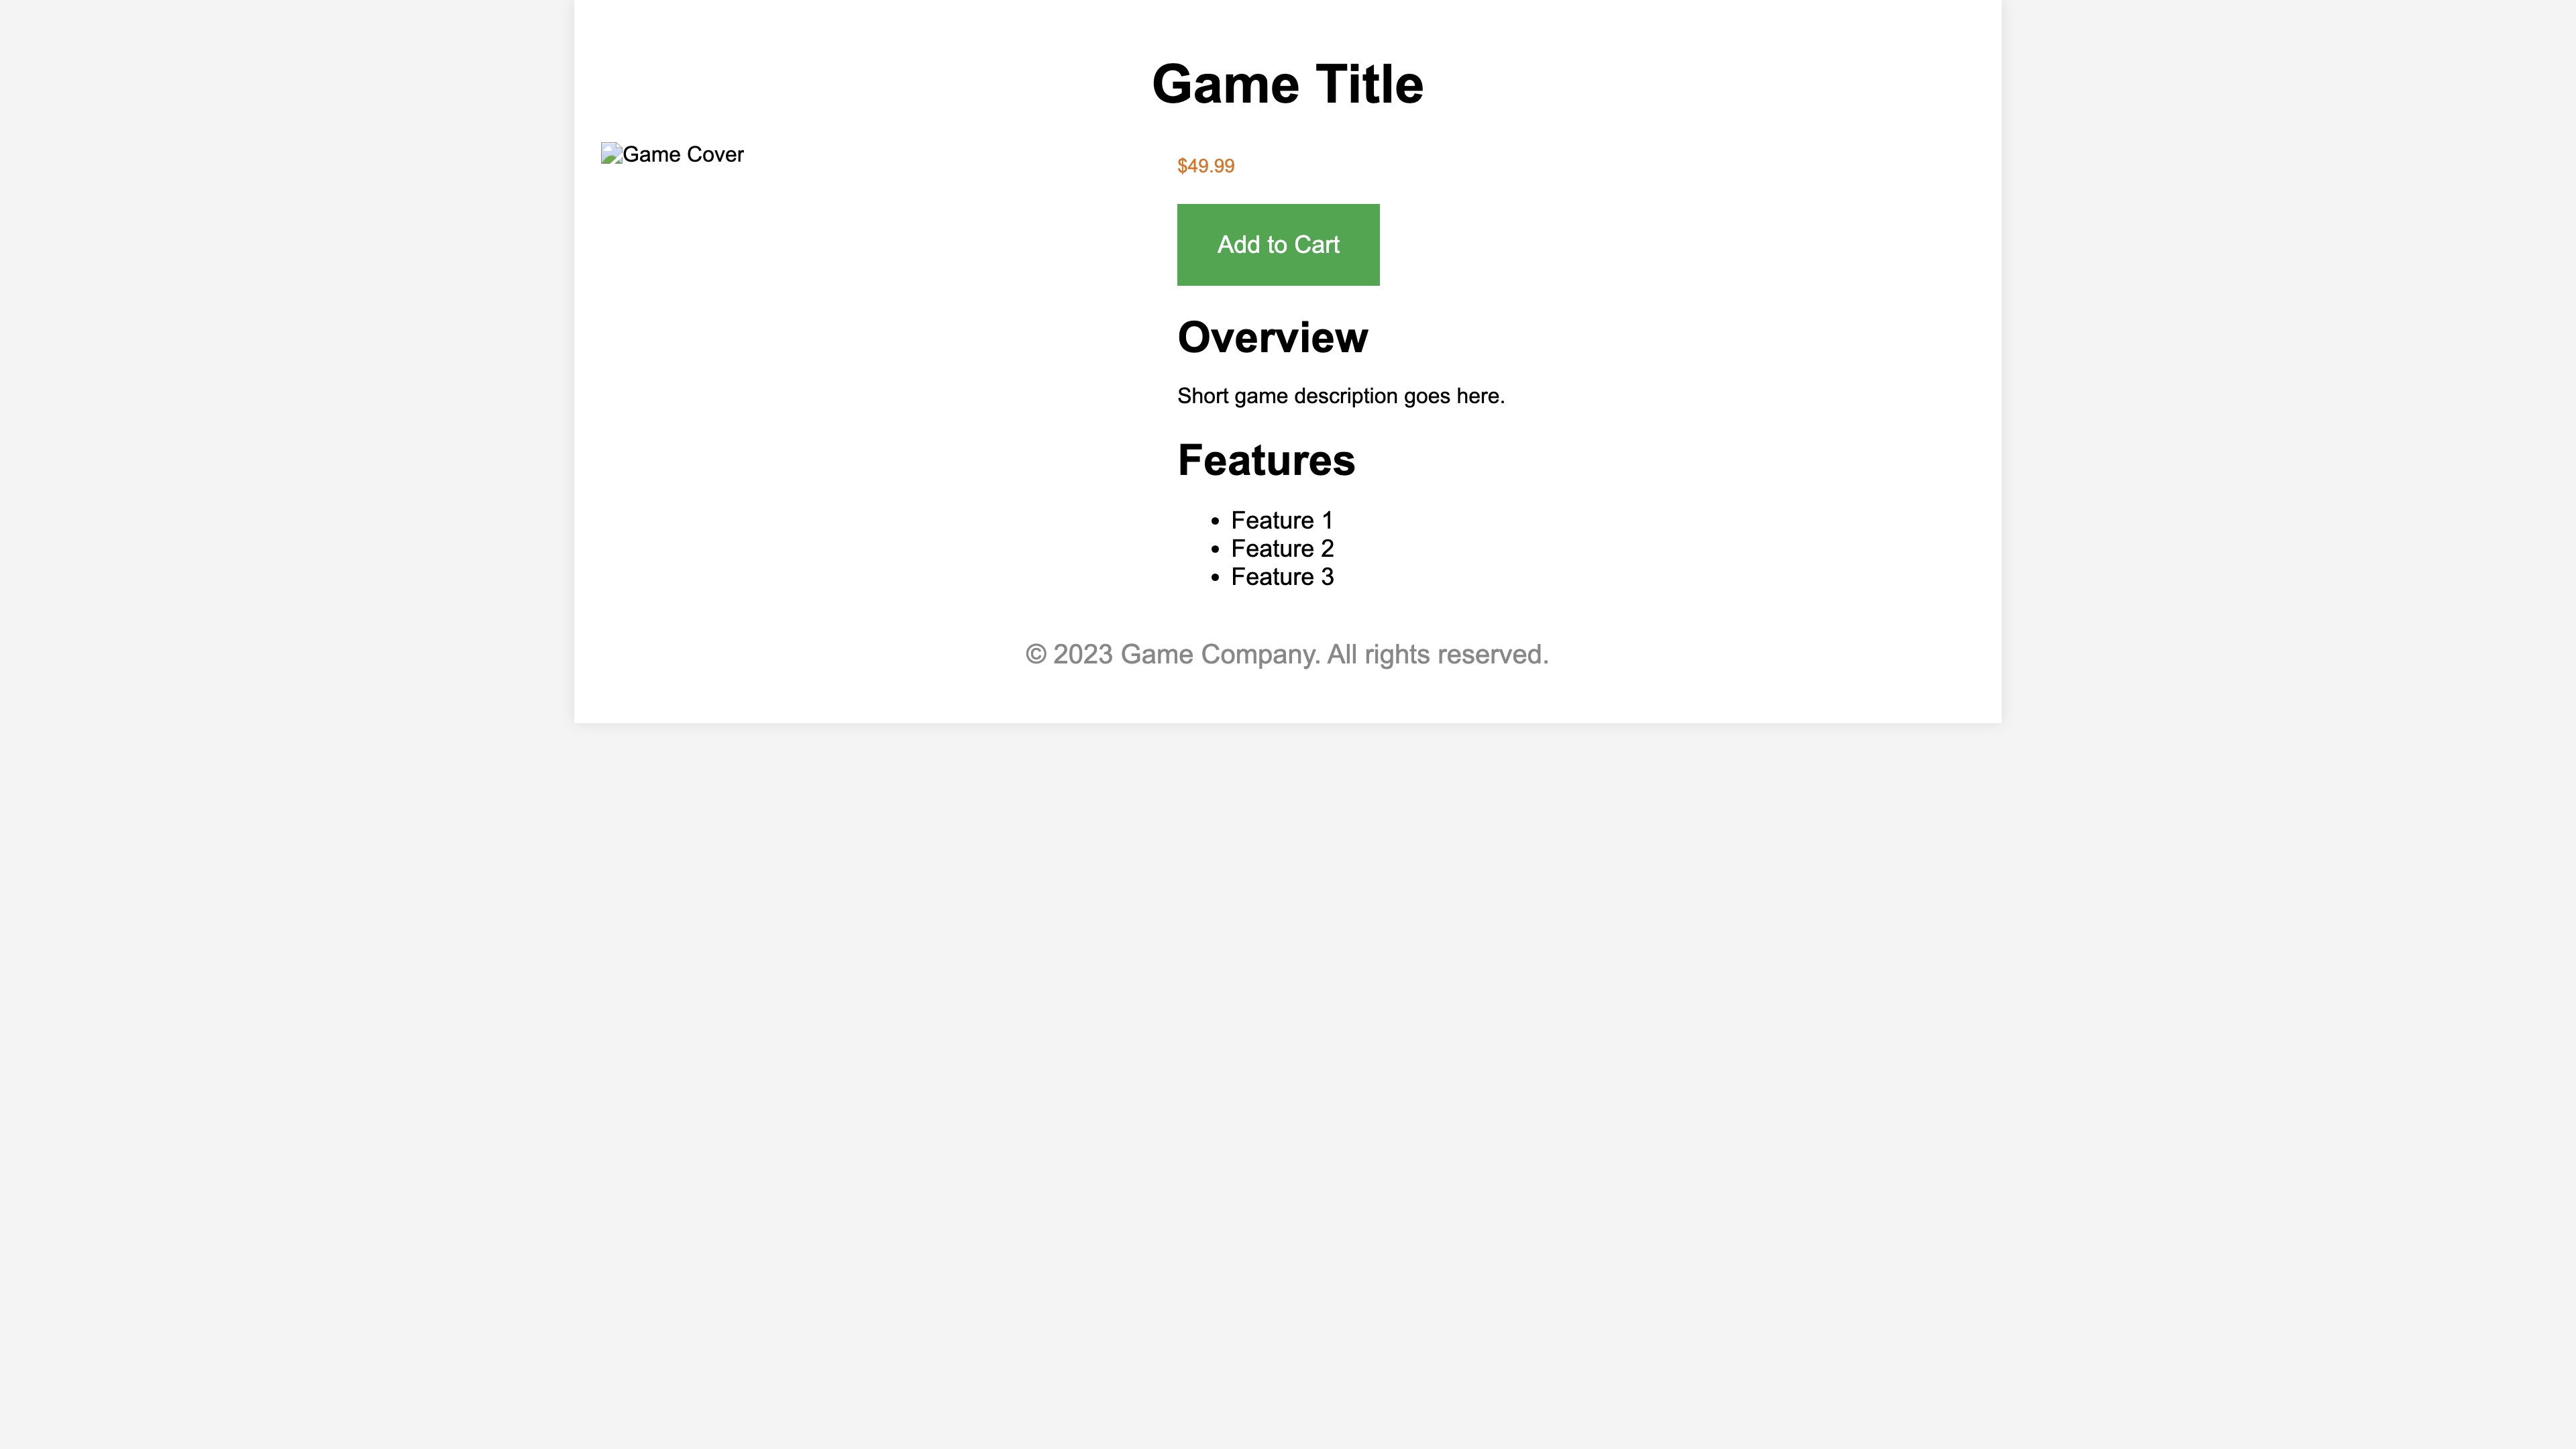 Game Title
Game Cover
$49.99
Add to Cart
Overview
Short game description goes here.
Features
• Feature 1
• Feature 2
• Feature 3
© 2023 Game Company. All rights reserved.